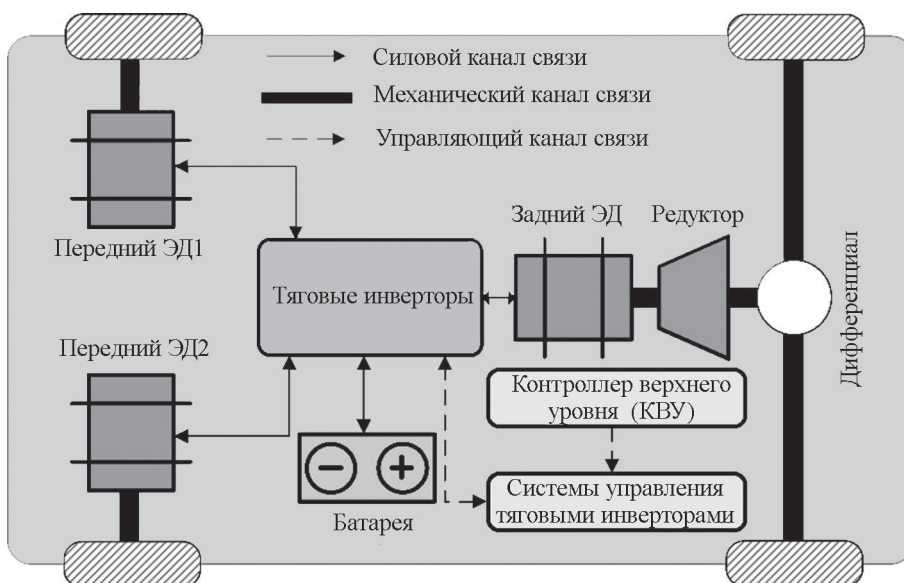 Силовой канал связи
Механический канал связи
Управляющий канал связи
Передний ЭД1
Задний ЭД
Редуктор
Тяговые инверторы
Дифференциал
Передний ЭД2
Контроллер верхнего
уровня (КВУ)
Системы управления
тяговыми инверторами
Батарея